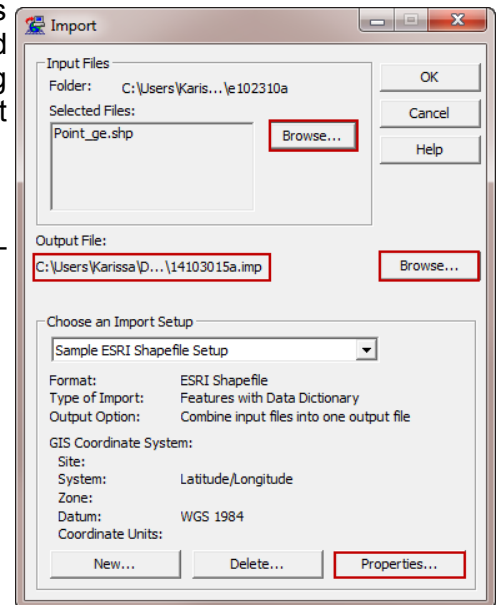 s
d
g
t
-
Import
Input Files
Folder: C:\Users\Karis...\e102310a
Selected Files:
Point_ge.shp
Browse...
OK
Cancel
Help
Output File:
C:\Users\Karissa\D...\14103015a.imp
Browse...
Choose an Import Setup
Sample ESRI Shapefile Setup
Format: ESRI Shapefile
Type of Import: Features with Data Dictionary
Output Option: Combine input files into one output file
GIS Coordinate System:
Site:
System: Latitude/Longitude
Zone:
Datum: WGS 1984
Coordinate Units:
New... Delete... Properties...